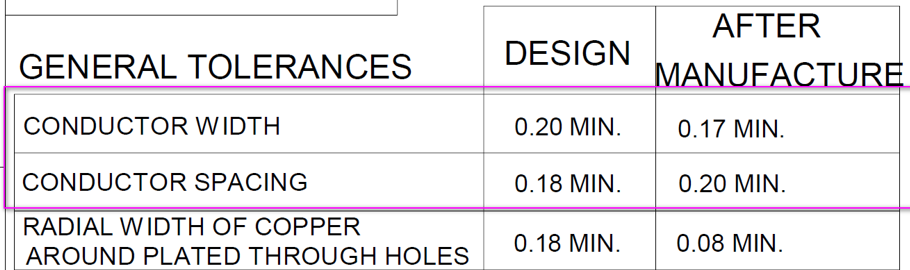 GENERAL TOLERANCES DESIGN AFTER MANUFACTURE
CONDUCTOR WIDTH 0.20 MIN. 0.17 MIN.
CONDUCTOR SPACING 0.18 MIN. 0.20 MIN.
RADIAL WIDTH OF COPPER
AROUND PLATED THROUGH HOLES 0.18 MIN. 0.08 MIN.